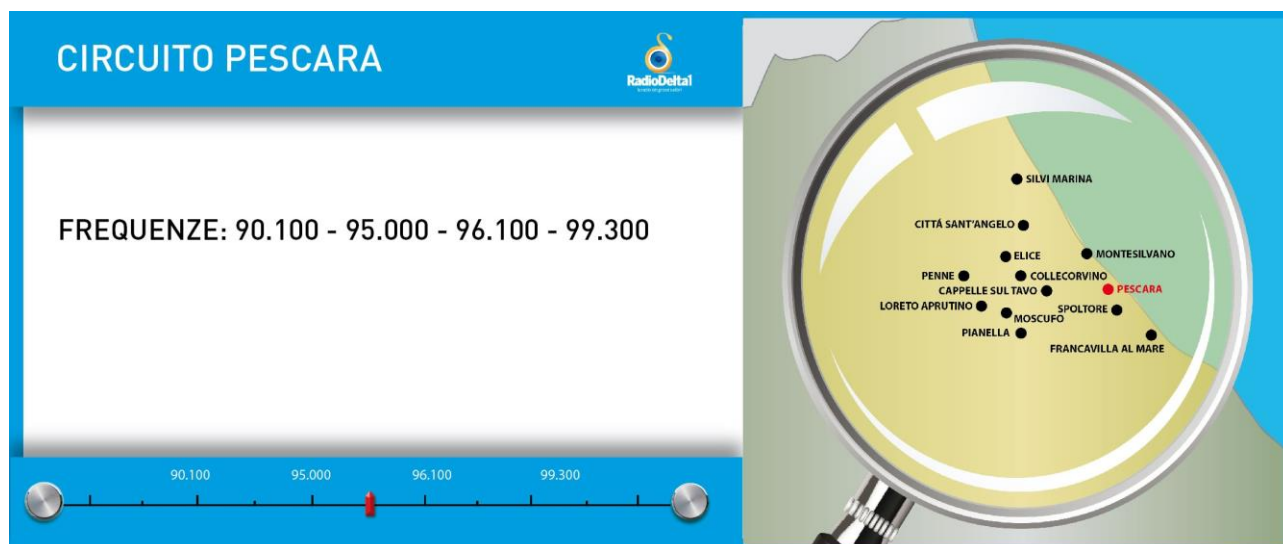 CIRCUITO PESCARA
RadioDelta1
FREQUENZE: 90.100 - 95.000 - 96.100 - 99.300
90.100 95.000 96.100 99.300
SILVI MARINA
CITTÁ SANT'ANGELO
ELICE
MONTESILVANO
PENNE
COLLECORVINO
CAPPELLE SUL TAVO
PESCARA
LORETO APRUTINO
SPOLTORE
MOSCUFO
PIANELLA
FRANCAVILLA AL MARE